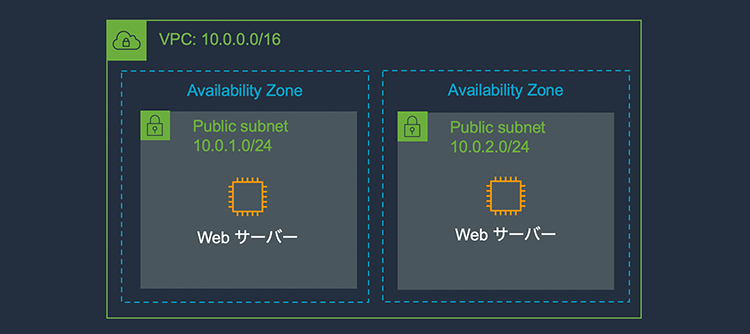 VPC: 10.0.0.0/16
Availability Zone
Public subnet
10.0.1.0/24
Web サーバー
Availability Zone
Public subnet
10.0.2.0/24
Web サーバー